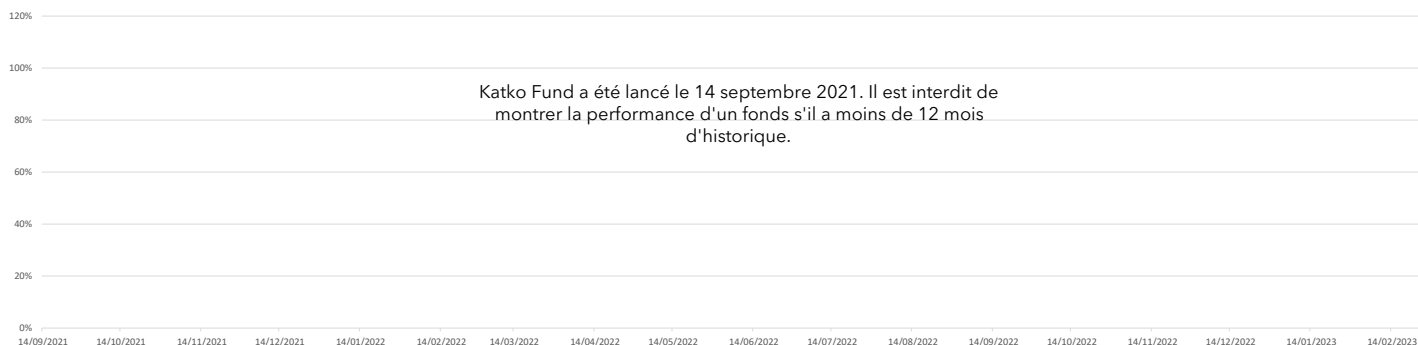 120%
100%
Katko Fund a été lancé le 14 septembre 2021. Il est interdit de
montrer la performance d'un fonds s'il a moins de 12 mois
d'historique.
80%
60%
40%
20%
0%
14/09/2021 14/10/2021 14/11/2021 14/12/2021 14/01/2022 14/02/2022 14/03/2022 14/04/2022 14/05/2022 14/06/2022 14/07/2022 14/08/2022 14/09/2022 14/10/2022 14/11/2022 14/12/2022 14/01/2023 14/02/2023